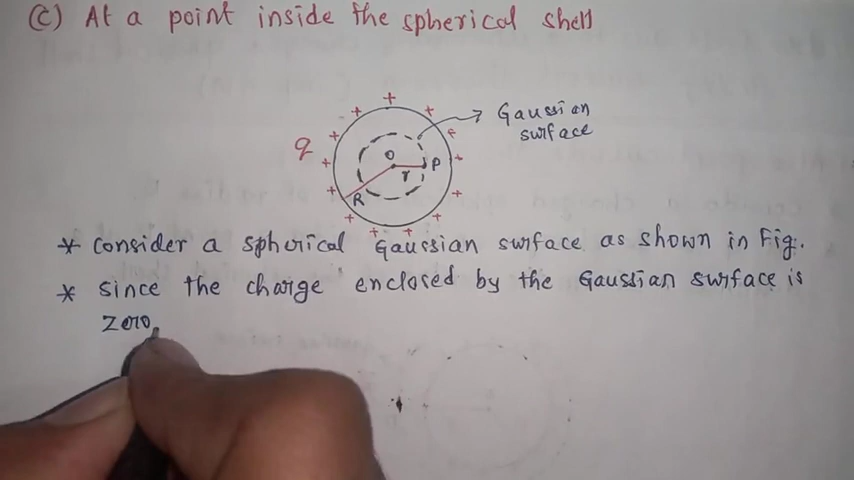 (C) At a point inside the spherical shell
Gaussian
surface
q
O
P
r
R
* Consider a spherical Gaussian surface as shown in Fig.
* Since the charge enclosed by the Gaussian surface is
zero,